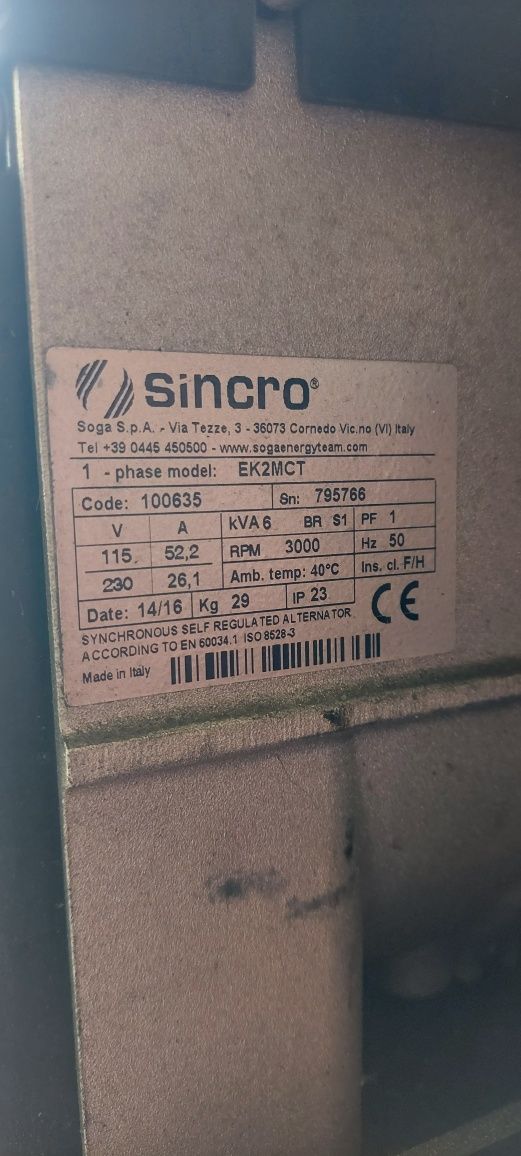 sincro®
Soga S.p.A. - Via Tezze, 3 - 36073 Cornedo Vic.no (VI) Italy
Tel +39 0445 450500 - www.sogaenergyteam.com
1 - phase model: EK2MCT
Code: 100635 Sn: 795766
V A kVA 6 BR S1 PF 1
115 52,2 RPM 3000 Hz 50
230 26,1 Amb. temp: 40°C Ins. cl. F/H
Date: 14/16 Kg 29 IP 23 CE
SYNCHRONOUS SELF REGULATED ALTERNATOR
ACCORDING TO EN 60034.1 ISO 8528-3
Made in Italy